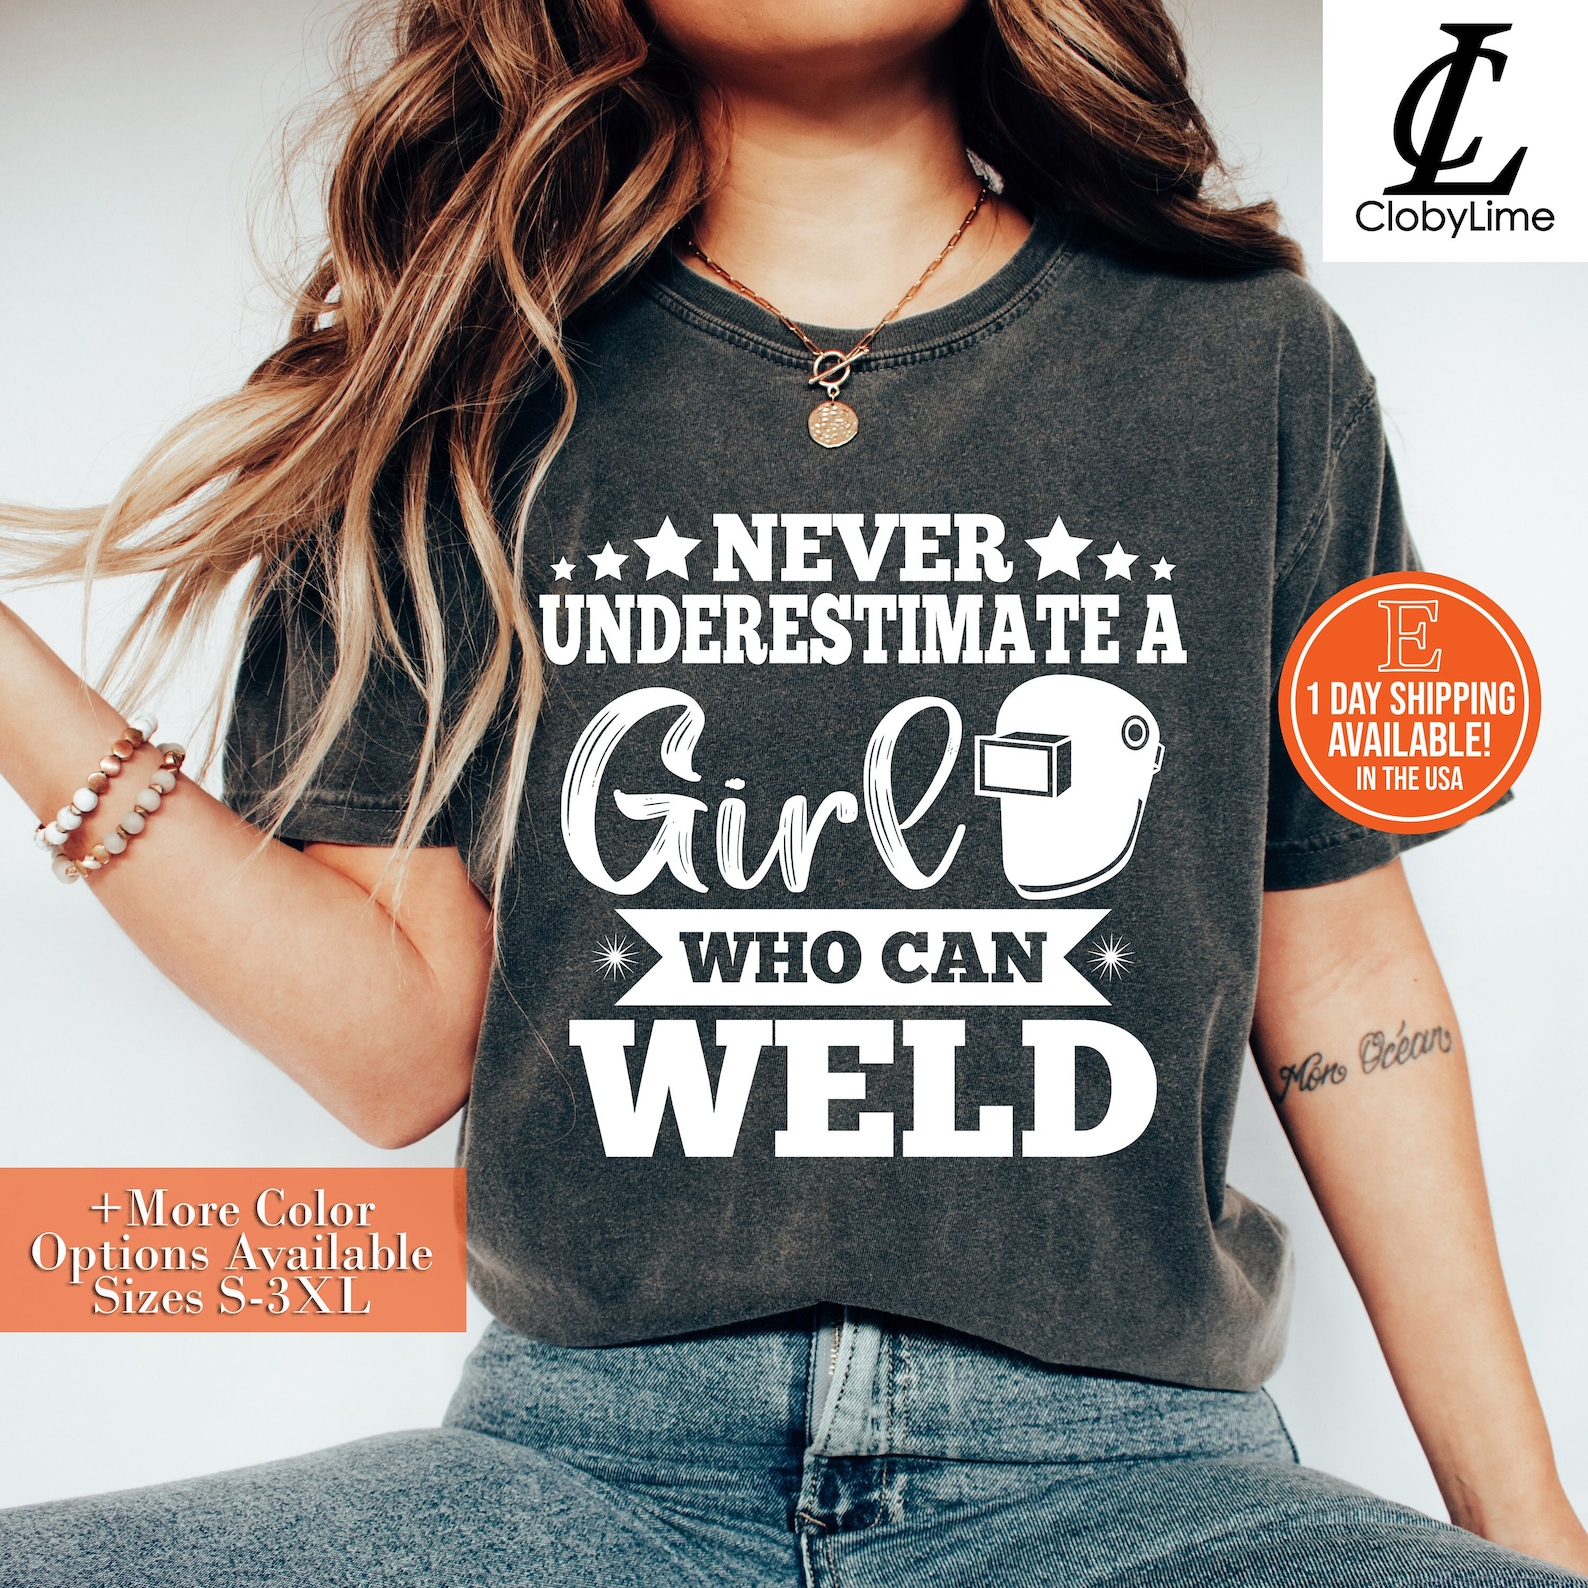 CL
ClobyLime
NEVER
UNDERESTIMATE A
Girl
WHO CAN
WELD
E
1 DAY SHIPPING
AVAILABLE!
IN THE USA
Mon Océan
+More Color
Options Available
Sizes S-3XL